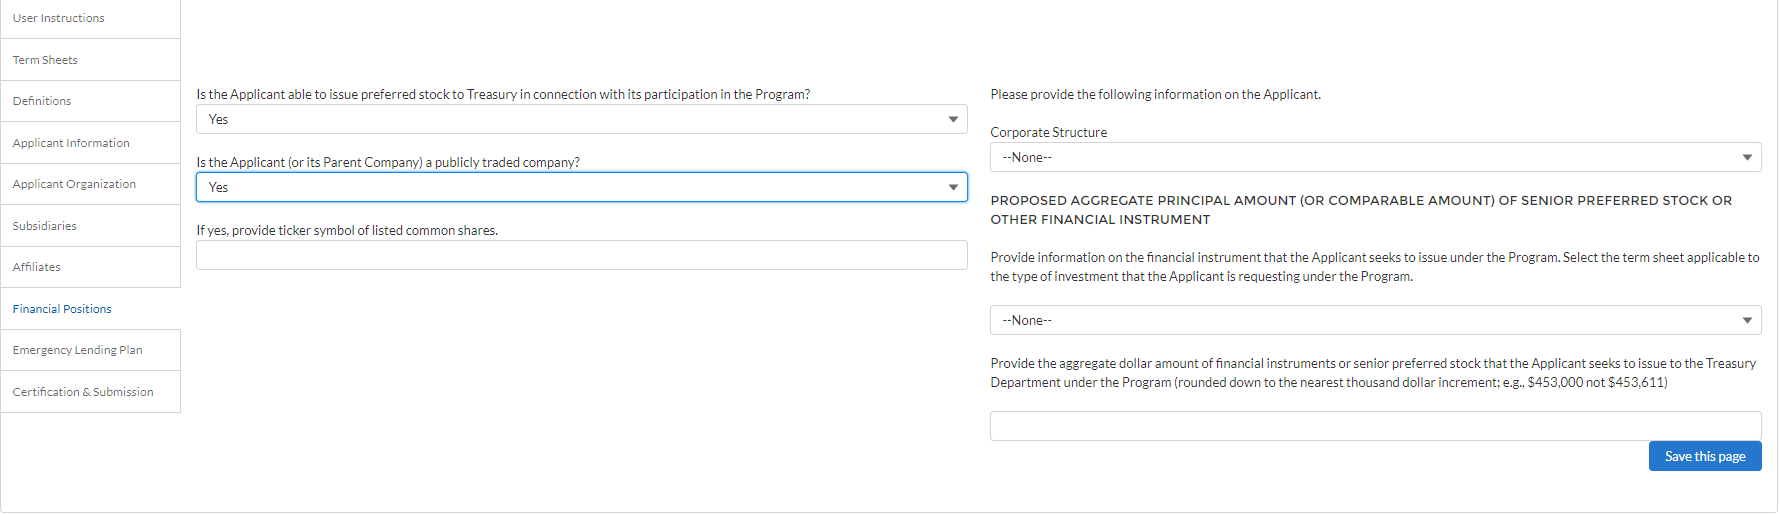 User Instructions
Term Sheets
Definitions
Applicant Information
Applicant Organization
Subsidiaries
Affiliates
Financial Positions
Emergency Lending Plan
Certification & Submission
Is the Applicant able to issue preferred stock to Treasury in connection with its participation in the Program?
Yes
Is the Applicant (or its Parent Company) a publicly traded company?
Yes
If yes, provide ticker symbol of listed common shares.
Please provide the following information on the Applicant.
Corporate Structure
--None--
PROPOSED AGGREGATE PRINCIPAL AMOUNT (OR COMPARABLE AMOUNT) OF SENIOR PREFERRED STOCK OR
OTHER FINANCIAL INSTRUMENT
Provide information on the financial instrument that the Applicant seeks to issue under the Program. Select the term sheet applicable to
the type of investment that the Applicant is requesting under the Program.
--None--
Provide the aggregate dollar amount of financial instruments or senior preferred stock that the Applicant seeks to issue to the Treasury
Department under the Program (rounded down to the nearest thousand dollar increment; e.g., $453,000 not $453,611)
Save this page